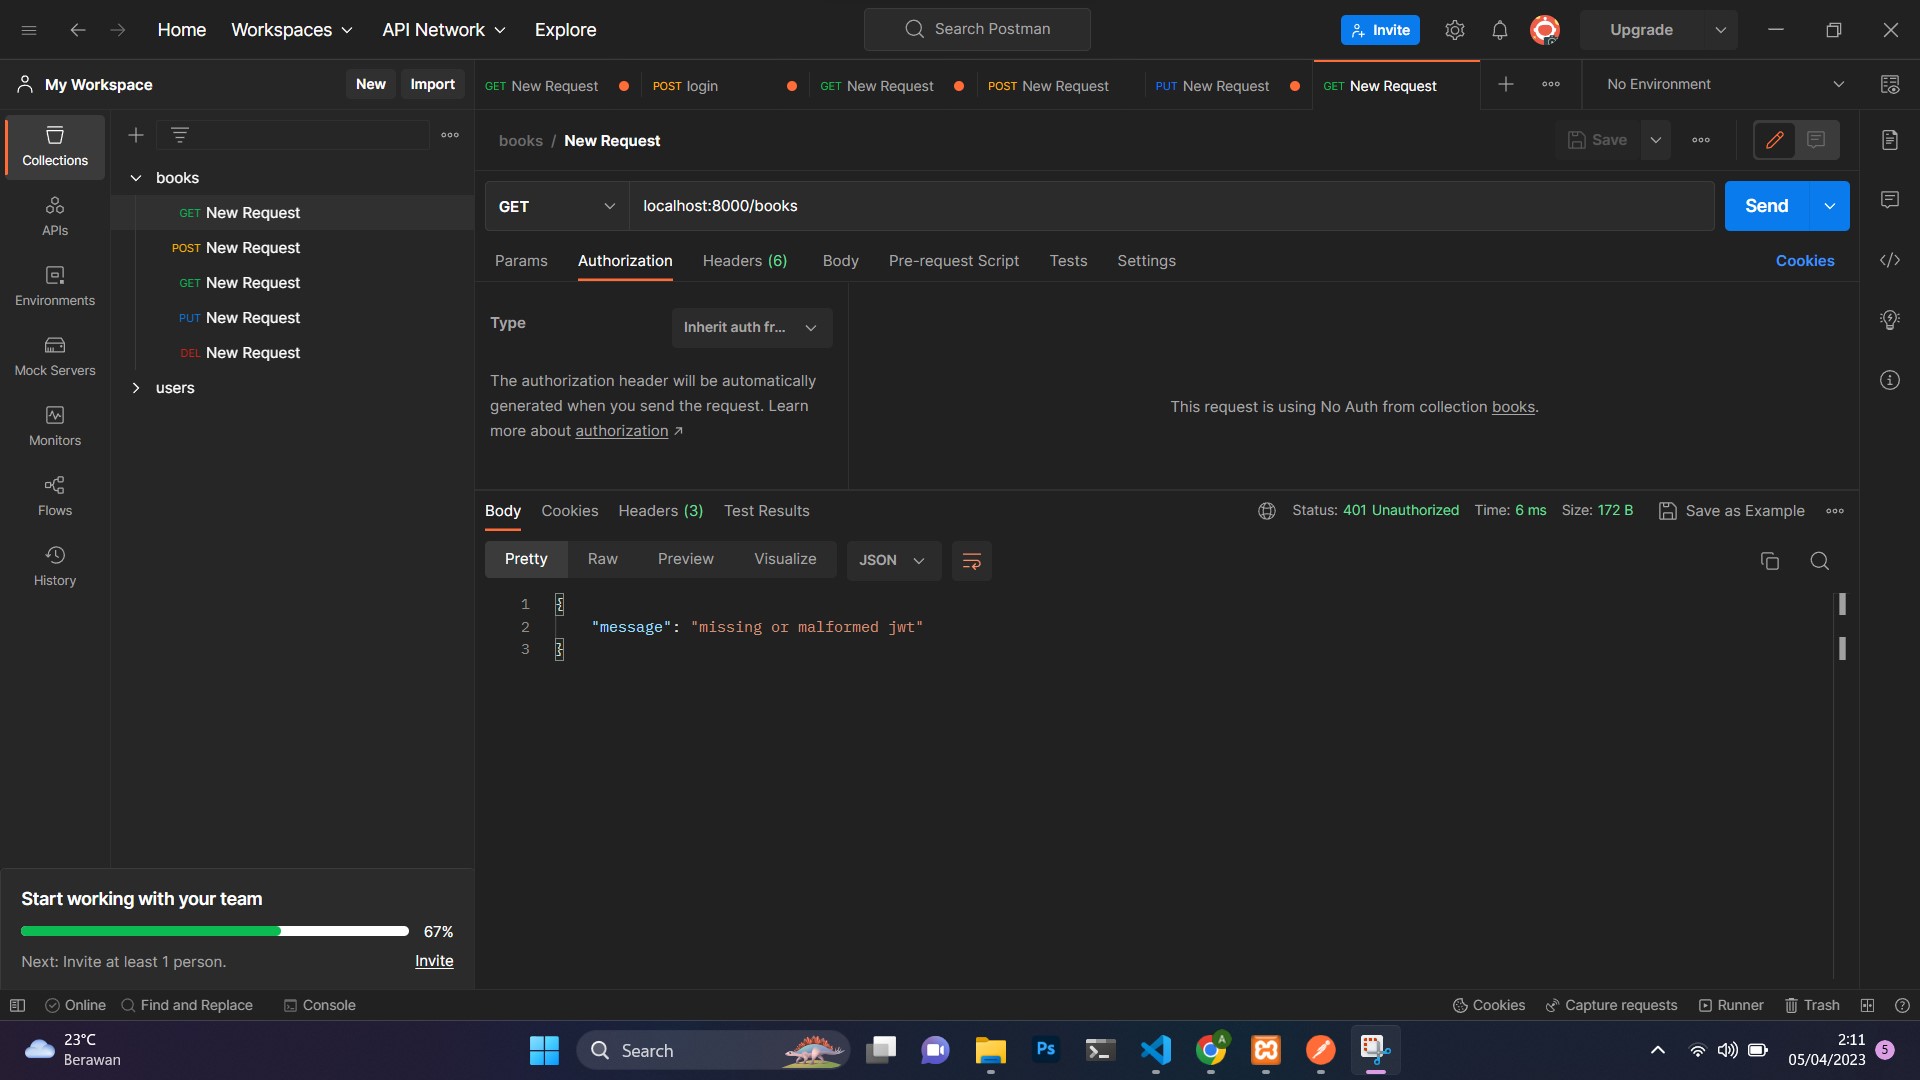 Home Workspaces API Network Explore Search Postman Invite Upgrade
My Workspace New Import GET New Request POST login GET New Request POST New Request PUT New Request GET New Request No Environment
books / New Request Save
Collections
books
GET New Request
POST New Request
GET New Request
PUT New Request
DEL New Request
users
APIs
Environments
Mock Servers
Monitors
Flows
History
GET localhost:8000/books Send
Params Authorization Headers (6) Body Pre-request Script Tests Settings Cookies
Type Inherit auth fr...
The authorization header will be automatically
generated when you send the request. Learn
more about authorization ↗
This request is using No Auth from collection books.
Body Cookies Headers (3) Test Results Status: 401 Unauthorized Time: 6 ms Size: 172 B Save as Example
Pretty Raw Preview Visualize JSON
1 {
2 "message": "missing or malformed jwt"
3 }
Start working with your team
67%
Next: Invite at least 1 person. Invite
Online Find and Replace Console Cookies Capture requests Runner Trash
23°C
Berawan
Search
Ps
A
2:11
05/04/2023
5